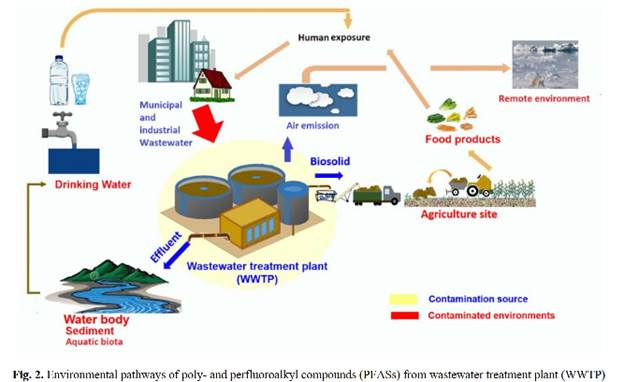 Human exposure
Municipal
and
industrial
Wastewater
Air emission
Remote environment
Food products
Drinking Water
Biosolid
Agriculture site
Effluent
Wastewater treatment plant
(WWTP)
Water body
Sediment
Aquatic biota
Contamination source
Contaminated environments
Fig. 2. Environmental pathways of poly- and perfluoroalkyl compounds (PFASs) from wastewater treatment plant (WWTP)